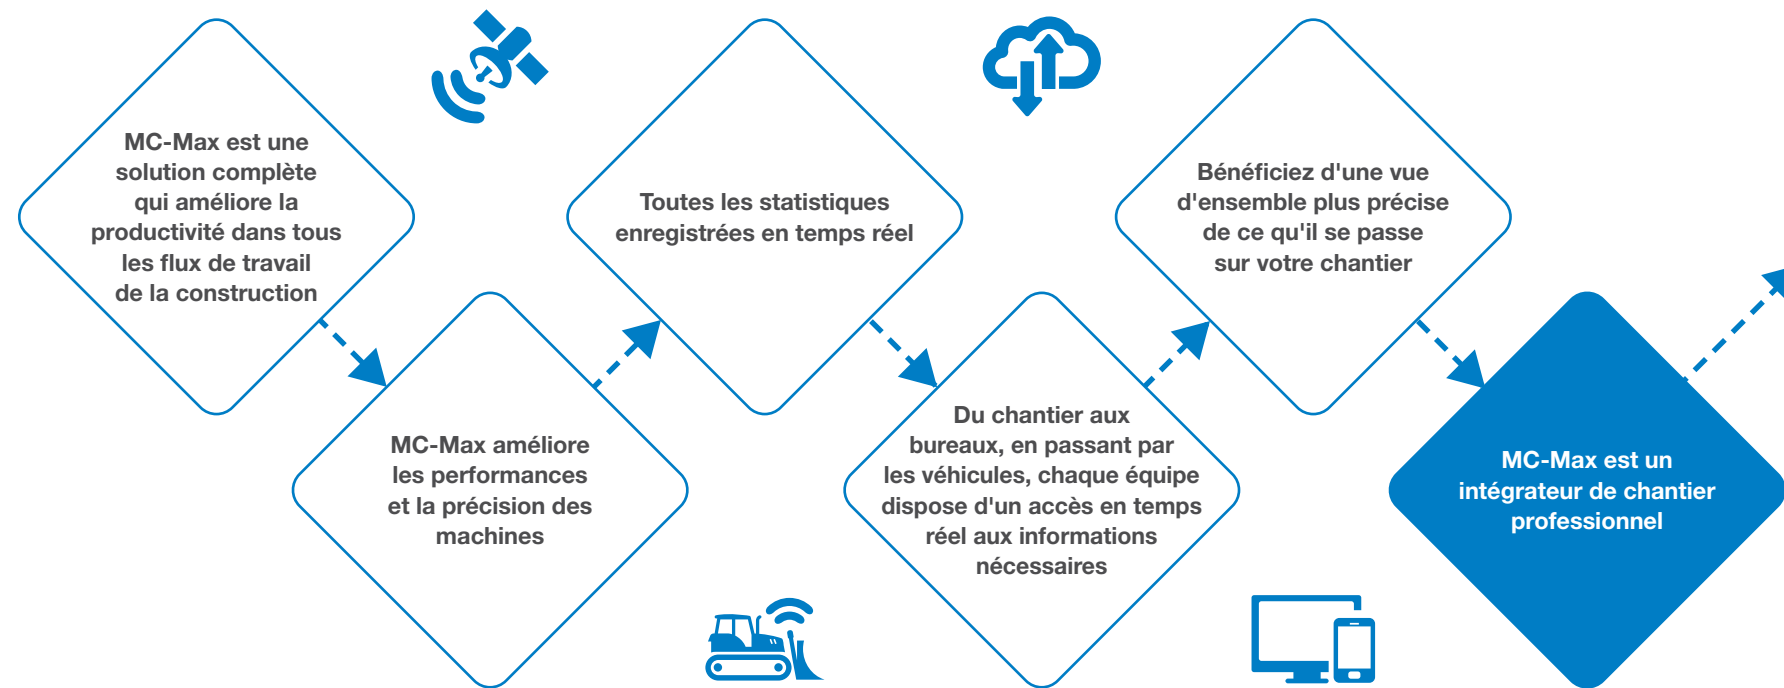 MC-Max est une
solution complète
qui améliore la
productivité dans tous
les flux de travail
de la construction
MC-Max améliore
les performances
et la précision des
machines
Toutes les statistiques
enregistrées en temps réel
Du chantier aux
bureaux, en passant par
les véhicules, chaque équipe
dispose d'un accès en temps
réel aux informations
nécessaires
Bénéficiez d'une vue
d'ensemble plus précise
de ce qu'il se passe
sur votre chantier
MC-Max est un
intégrateur de chantier
professionnel